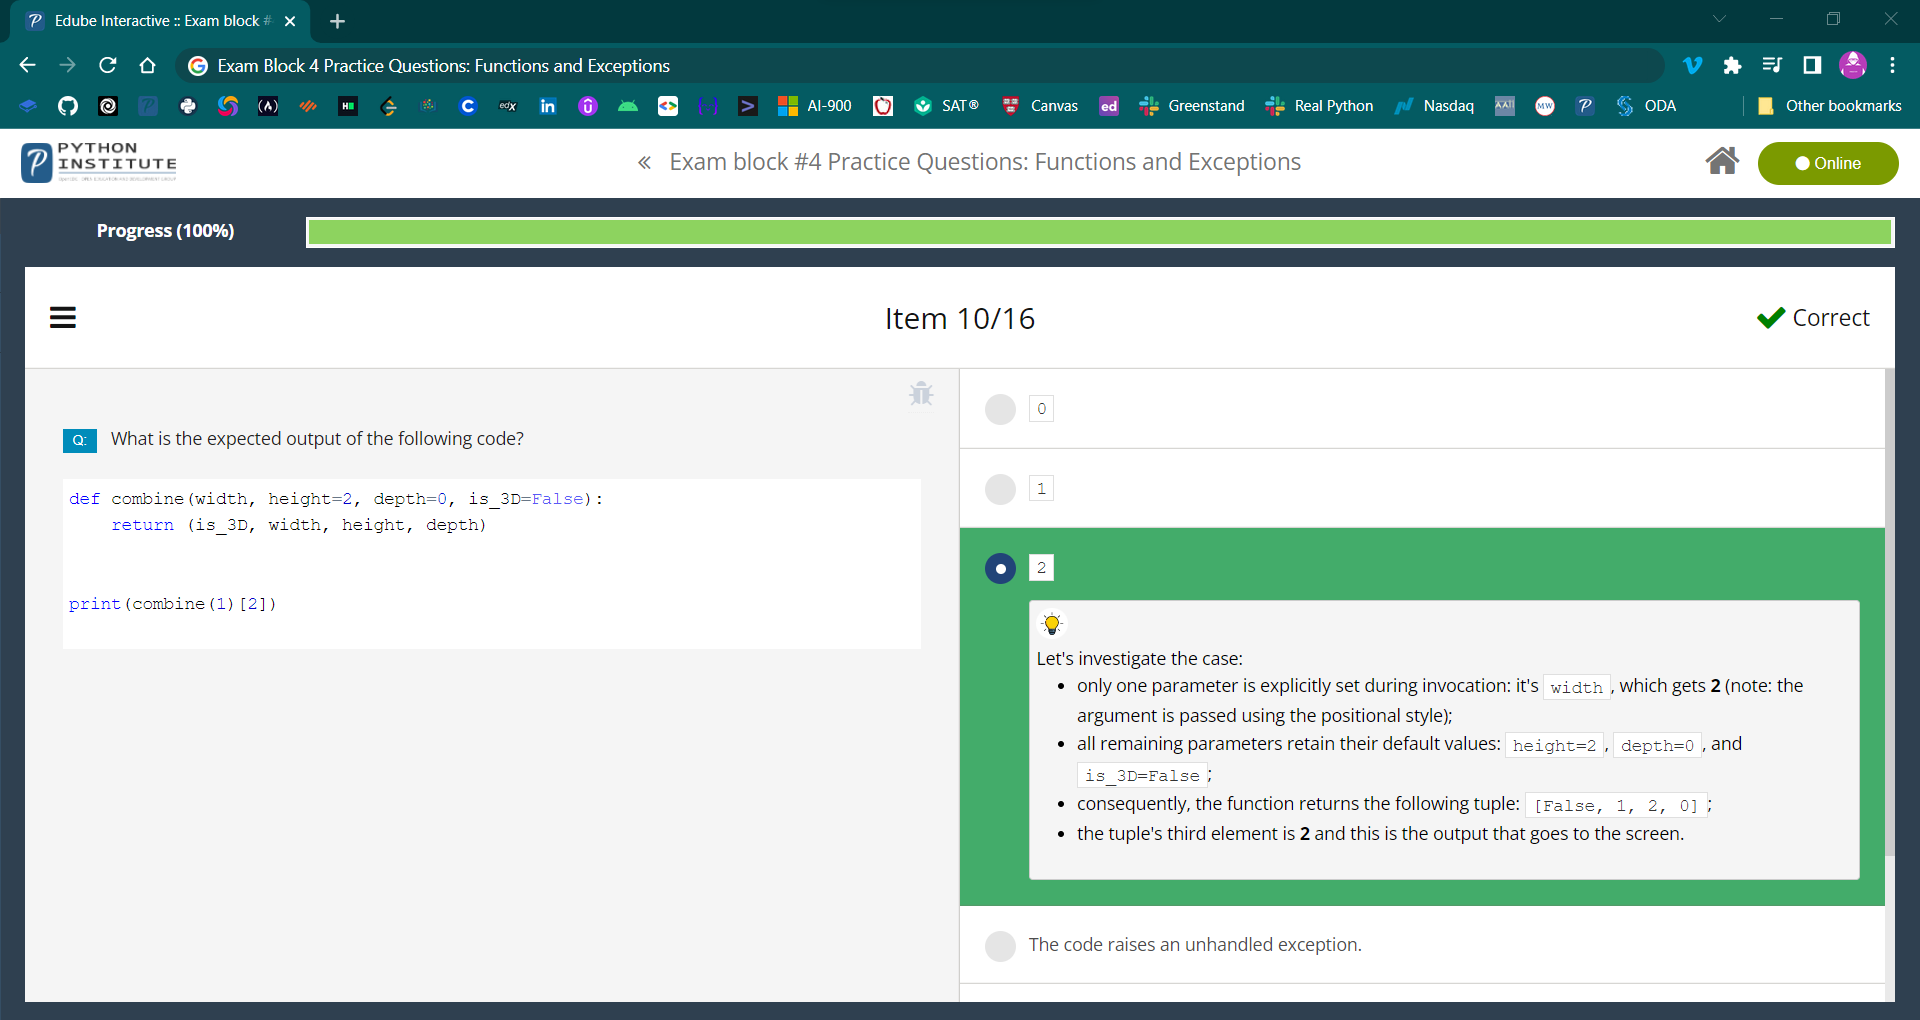 Edube Interactive :: Exam block #
Exam Block 4 Practice Questions: Functions and Exceptions
AI-900
SAT®
Canvas
ed
Greenstand
Real Python
Nasdaq
MW
ODA
Other bookmarks
PYTHON
INSTITUTE
« Exam block #4 Practice Questions: Functions and Exceptions
Online
Progress (100%)
Item 10/16
Correct
Q: What is the expected output of the following code?
def combine(width, height=2, depth=0, is_3D=False):
    return (is_3D, width, height, depth)
print(combine(1)[2])
0
1
2
Let's investigate the case:
• only one parameter is explicitly set during invocation: it's width , which gets 2 (note: the
argument is passed using the positional style);
• all remaining parameters retain their default values: height=2 , depth=0 , and
is_3D=False ;
• consequently, the function returns the following tuple: [False, 1, 2, 0] ;
• the tuple's third element is 2 and this is the output that goes to the screen.
The code raises an unhandled exception.